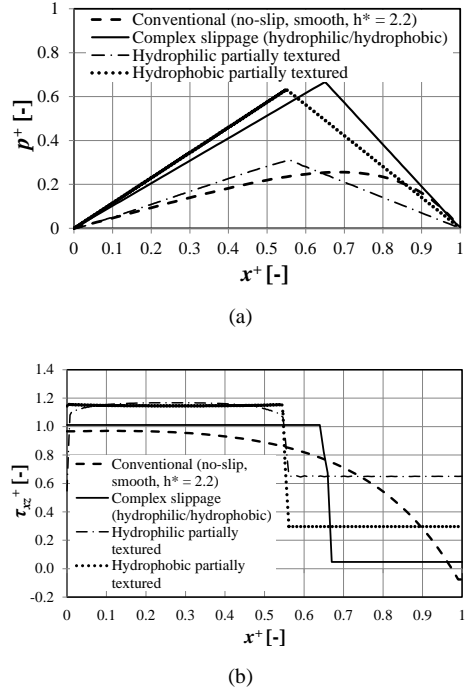 1
0.8
0.6
0.4
0.2
0
p+ [-]
Conventional (no-slip, smooth, h* = 2.2)
Complex slippage (hydrophilic/hydrophobic)
Hydrophilic partially textured
Hydrophobic partially textured
0 0.1 0.2 0.3 0.4 0.5 0.6 0.7 0.8 0.9 1
x+ [-]
(a)
1.4
1.2
1.0
0.8
0.6
0.4
0.2
0.0
-0.2
τxz+ [-]
Conventional (no-slip,
smooth, h* = 2.2)
Complex slippage
(hydrophilic/hydrophobic)
Hydrophilic partially
textured
Hydrophobic partially
textured
0 0.1 0.2 0.3 0.4 0.5 0.6 0.7 0.8 0.9 1
x+ [-]
(b)